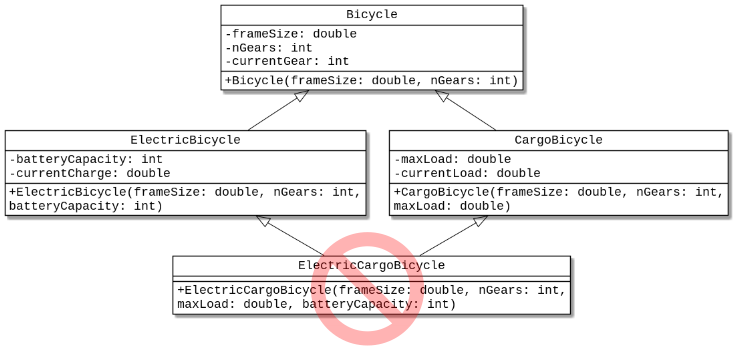 Bicycle
-frameSize: double
-nGears: int
-currentGear: int
+Bicycle(frameSize: double, nGears: int)
ElectricBicycle
-batteryCapacity: int
-currentCharge: double
+ElectricBicycle(frameSize: double, nGears: int,
batteryCapacity: int)
CargoBicycle
-maxLoad: double
-currentLoad: double
+CargoBicycle(frameSize: double, nGears: int,
maxLoad: double)
ElectricCargoBicycle
+ElectricCargoBicycle(frameSize: double, nGears: int,
maxLoad: double, batteryCapacity: int)